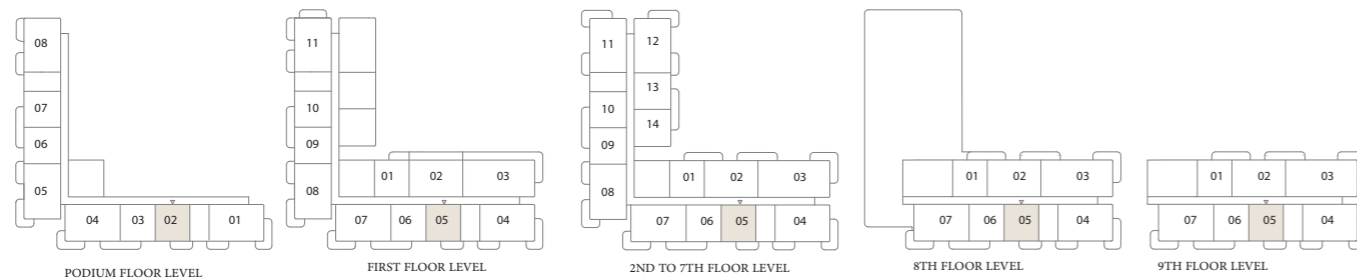 08
07
06
05
04 03 02 01
PODIUM FLOOR LEVEL
11
10
09
08
01 02 03
07 06 05 04
FIRST FLOOR LEVEL
11 12
13
10
14
09
08
01 02 03
07 06 05 04
2ND TO 7TH FLOOR LEVEL
01 02 03
07 06 05 04
8TH FLOOR LEVEL
01 02 03
07 06 05 04
9TH FLOOR LEVEL